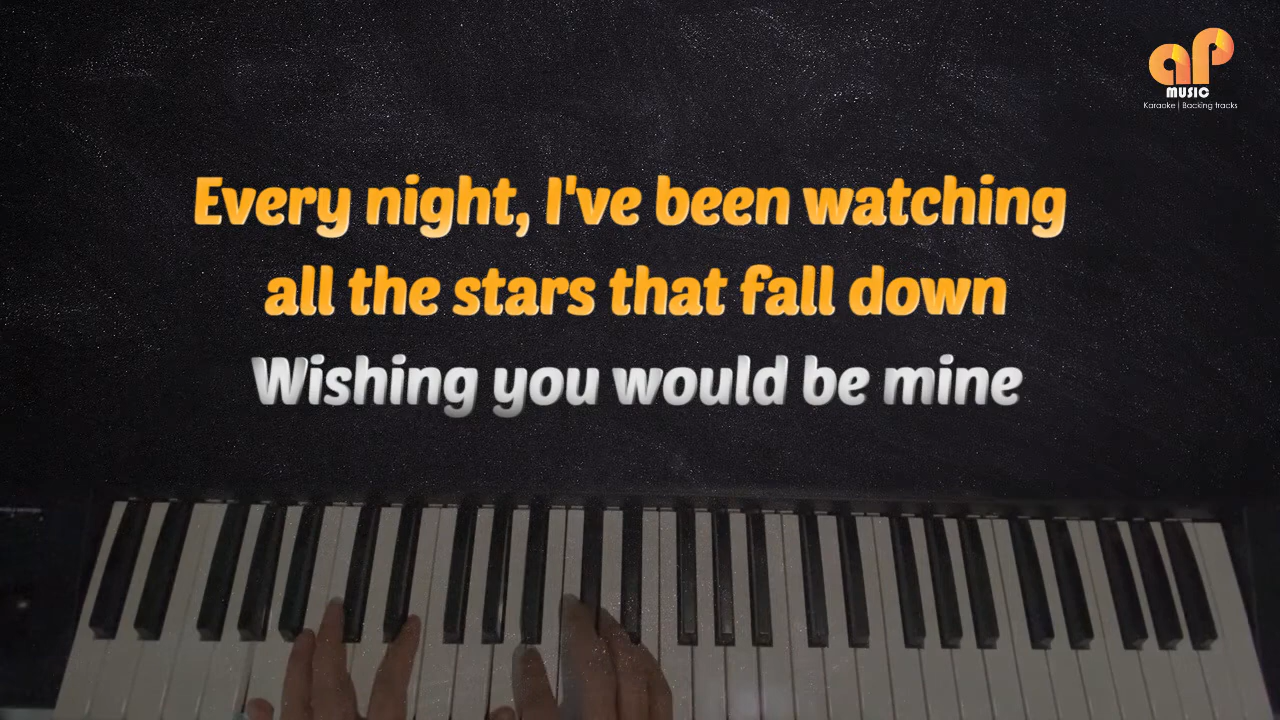 aP
MUSIC
Karaoke | Backing tracks
Every night, I've been watching
all the stars that fall down
Wishing you would be mine